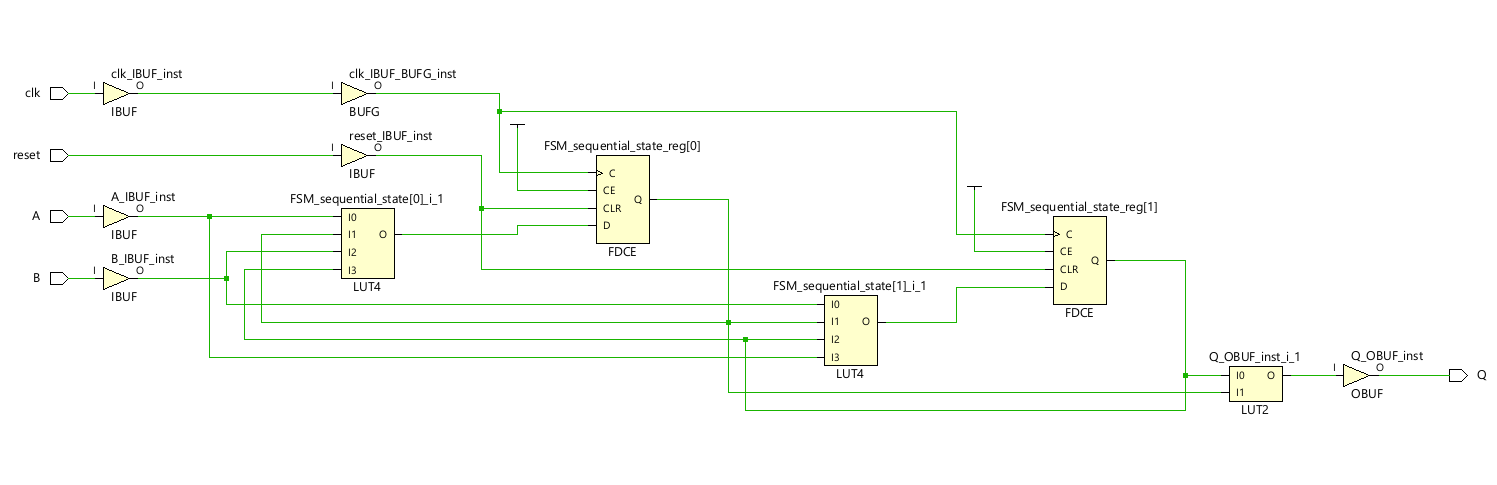 clk_IBUF_inst
clk_IBUF_BUFG_inst
clk
I
O
I
O
IBUF
BUFG
reset_IBUF_inst
reset
I
O
IBUF
FSM_sequential_state_reg[0]
C
CE
CLR
D
Q
FDCE
A_IBUF_inst
A
I
O
IBUF
FSM_sequential_state[0]_i_1
I0
I1
I2
I3
O
LUT4
B_IBUF_inst
B
I
O
IBUF
FSM_sequential_state_reg[1]
C
CE
CLR
D
Q
FDCE
FSM_sequential_state[1]_i_1
I0
I1
I2
I3
O
LUT4
Q_OBUF_inst_i_1
I0
I1
O
LUT2
Q_OBUF_inst
I
O
OBUF
Q